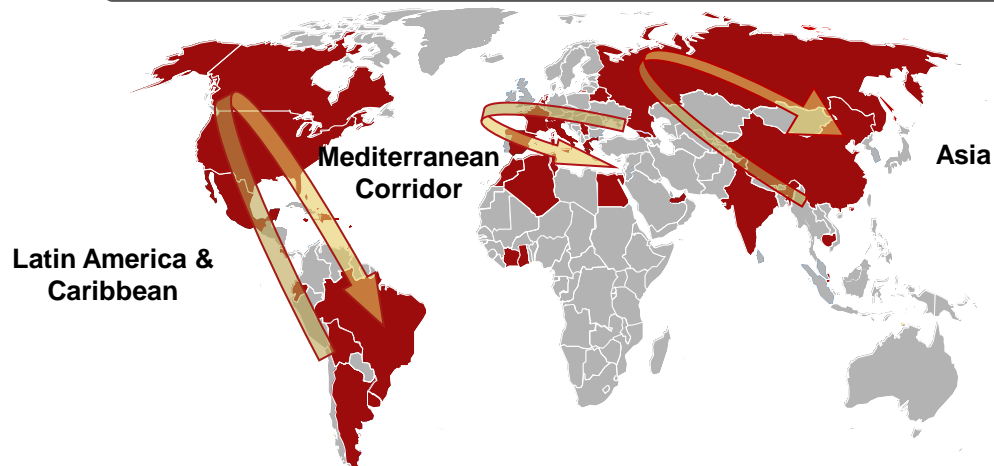 Mediterranean
Corridor
Asia
Latin America &
Caribbean